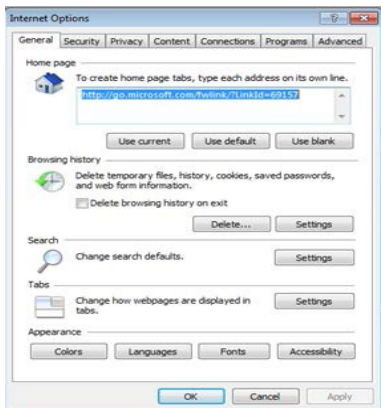 Internet Options
General Security Privacy Content Connections Programs Advanced
Home page
To create home page tabs, type each address on its own line.
http://go.microsoft.com/fwlink/?LinkId=69157
Use current Use default Use blank
Browsing history
Delete temporary files, history, cookies, saved passwords,
and web form information.
Delete browsing history on exit
Delete... Settings
Search
Change search defaults.
Settings
Tabs
Change how webpages are displayed in
tabs.
Settings
Appearance
Colors Languages Fonts Accessibility
OK Cancel Apply